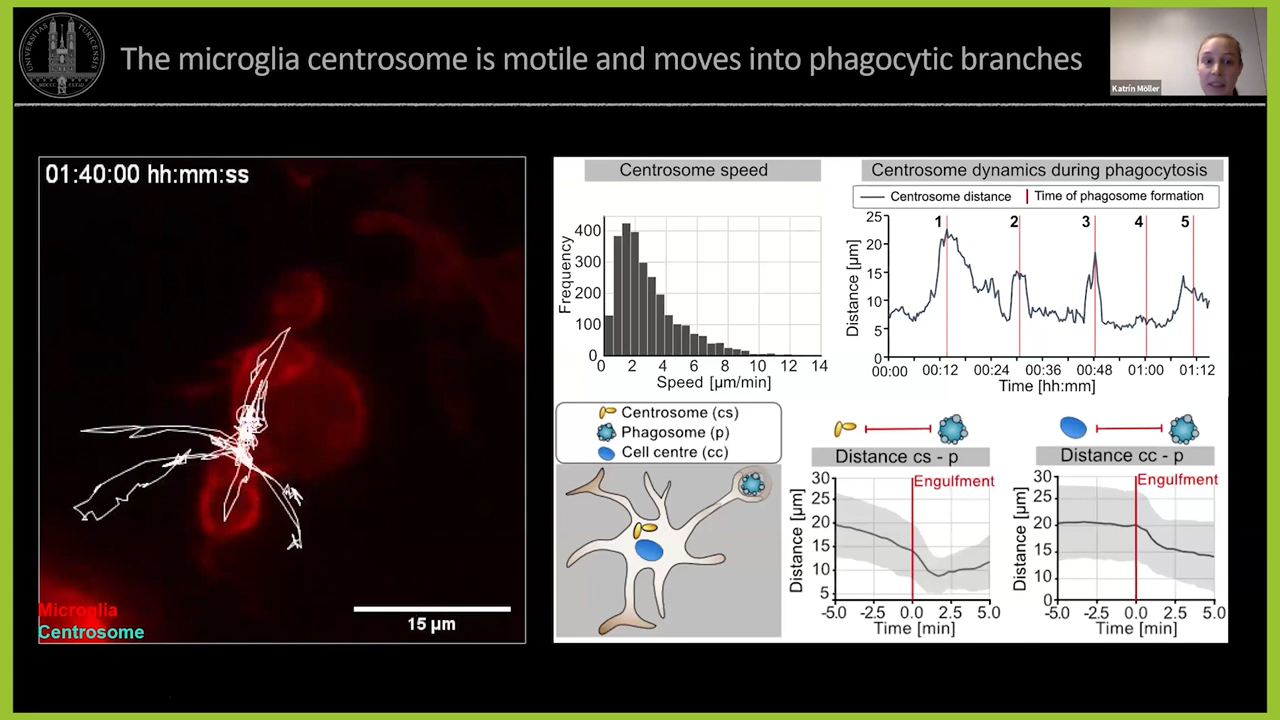 The microglia centrosome is motile and moves into phagocytic branches
UNIVERSITAS TURICENSIS
MDCCC XXXIII
Katrin Möller
01:40:00 hh:mm:ss
Microglia
Centrosome
15 µm
Centrosome speed
Frequency
400
300
200
100
0
0 2 4 6 8 10 12 14
Speed [µm/min]
Centrosome dynamics during phagocytosis
Centrosome distance
Time of phagosome formation
Distance [µm]
25
20
15
10
5
0
1 2 3 4 5
00:00 00:12 00:24 00:36 00:48 01:00 01:12
Time [hh:mm]
Centrosome (cs)
Phagosome (p)
Cell centre (cc)
Distance cs - p
Engulfment
Distance [µm]
30
25
20
15
10
5
-5.0 -2.5 0.0 2.5 5.0
Time [min]
Distance cc - p
Engulfment
Distance [µm]
30
25
20
15
10
0
-5.0 -2.5 0.0 2.5 5.0
Time [min]